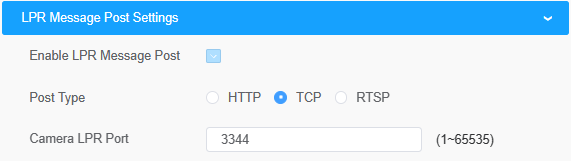 LPR Message Post Settings
Enable LPR Message Post
Post Type HTTP TCP RTSP
Camera LPR Port 3344 (1~65535)